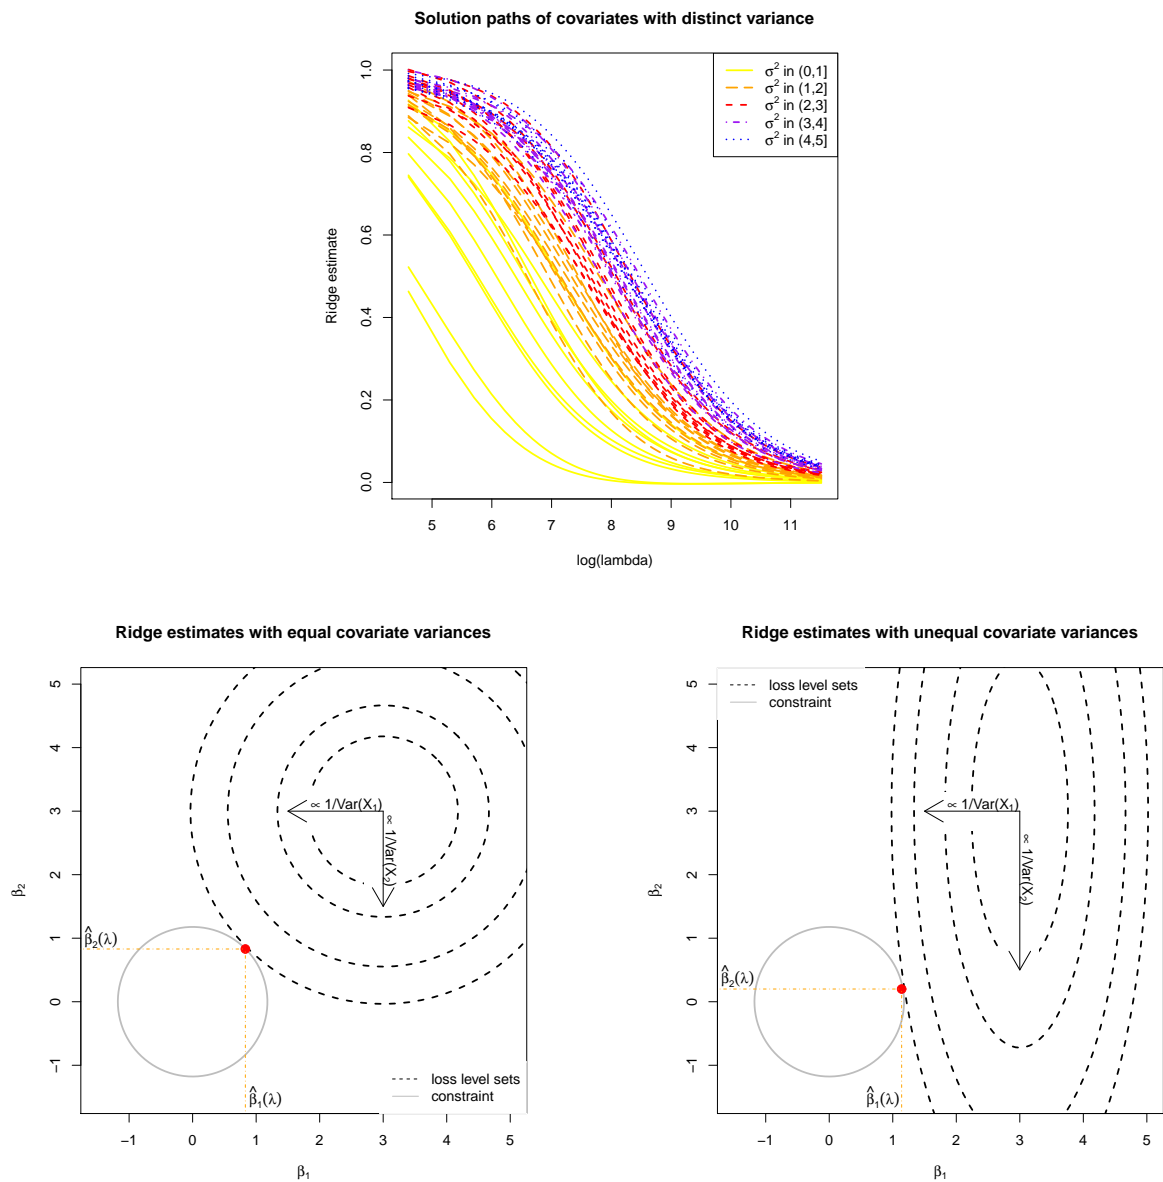 Solution paths of covariates with distinct variance
σ² in (0,1]
σ² in (1,2]
σ² in (2,3]
σ² in (3,4]
σ² in (4,5]
Ridge estimate
1.0
0.8
0.6
0.4
0.2
0.0
5 6 7 8 9 10 11
log(lambda)
Ridge estimates with equal covariate variances
5
4
3
2
1
0
−1
β₂
∝ 1/Var(X₁)
∝ 1/Var(X₂)
β̂₂(λ)
β̂₁(λ)
loss level sets
constraint
−1 0 1 2 3 4 5
β₁
Ridge estimates with unequal covariate variances
loss level sets
constraint
5
4
3
2
1
0
−1
β₂
∝ 1/Var(X₁)
∝ 1/Var(X₂)
β̂₂(λ)
β̂₁(λ)
−1 0 1 2 3 4 5
β₁